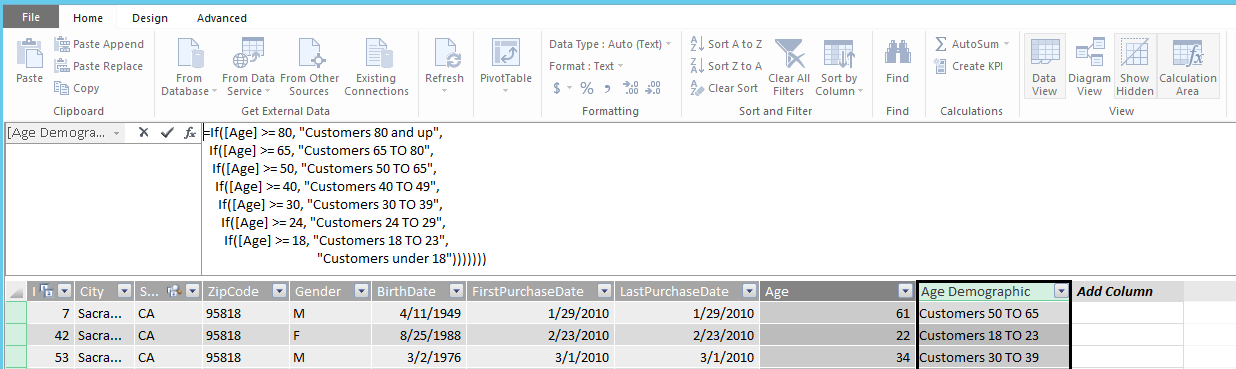 File Home Design Advanced
Paste Paste Append From Database From Data Service From Other Sources Existing Connections Refresh PivotTable Data Type : Auto (Text) Sort A to Z Clear All Filters Sort by Column Find AutoSum Data View Diagram View Show Hidden Calculation Area
Paste Replace Format : Text Sort Z to A Create KPI
Copy $ % , .00 .00 Clear Sort
Clipboard Get External Data Formatting Sort and Filter Find Calculations View
[Age Demogra... fx =If([Age] >= 80, "Customers 80 and up",
If([Age] >= 65, "Customers 65 TO 80",
If([Age] >= 50, "Customers 50 TO 65",
If([Age] >= 40, "Customers 40 TO 49",
If([Age] >= 30, "Customers 30 TO 39",
If([Age] >= 24, "Customers 24 TO 29",
If([Age] >= 18, "Customers 18 TO 23",
"Customers under 18")))))))
I City S... ZipCode Gender BirthDate FirstPurchaseDate LastPurchaseDate Age Age Demographic Add Column
7 Sacra... CA 95818 M 4/11/1949 1/29/2010 1/29/2010 61 Customers 50 TO 65
42 Sacra... CA 95818 F 8/25/1988 2/23/2010 2/23/2010 22 Customers 18 TO 23
53 Sacra... CA 95818 M 3/2/1976 3/1/2010 3/1/2010 34 Customers 30 TO 39